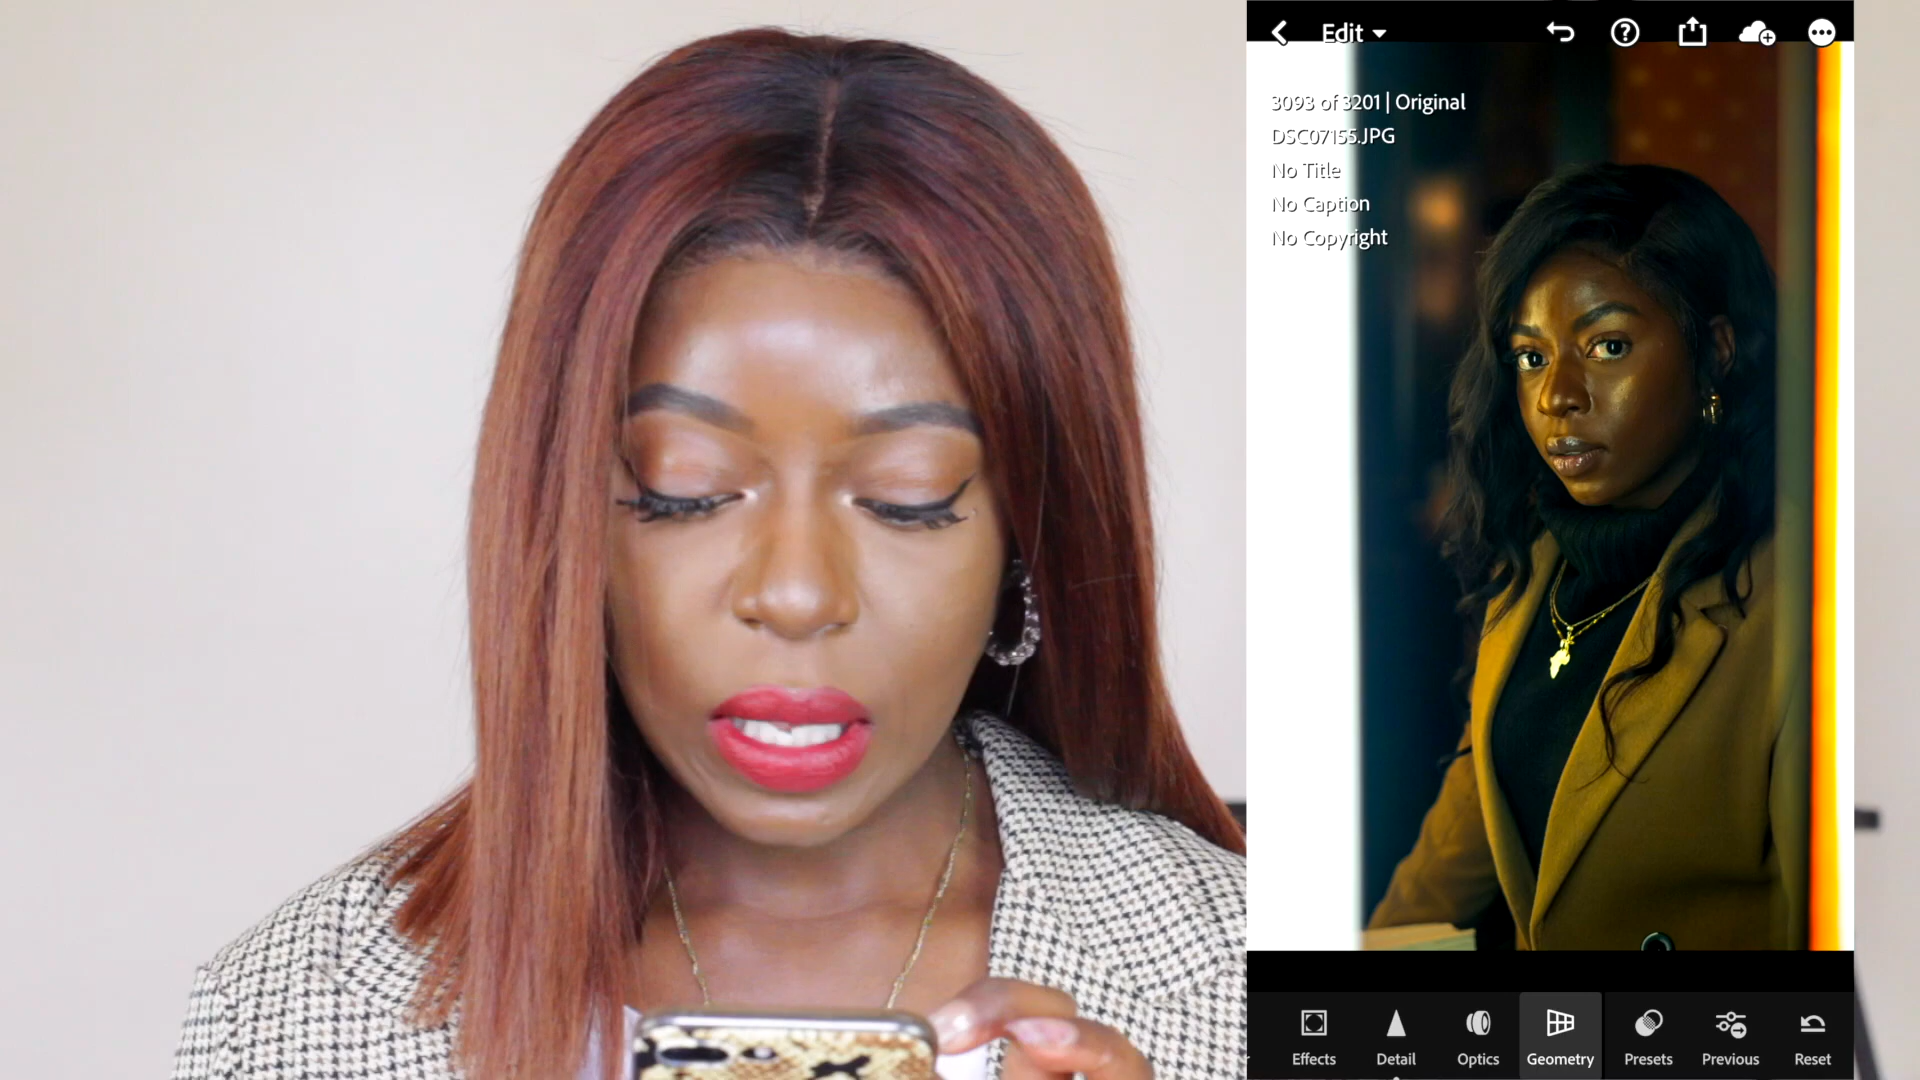 Edit
3093 of 3201 | Original
DSC07155.JPG
No Title
No Caption
No Copyright
Effects
Detail
Optics
Geometry
Presets
Previous
Reset